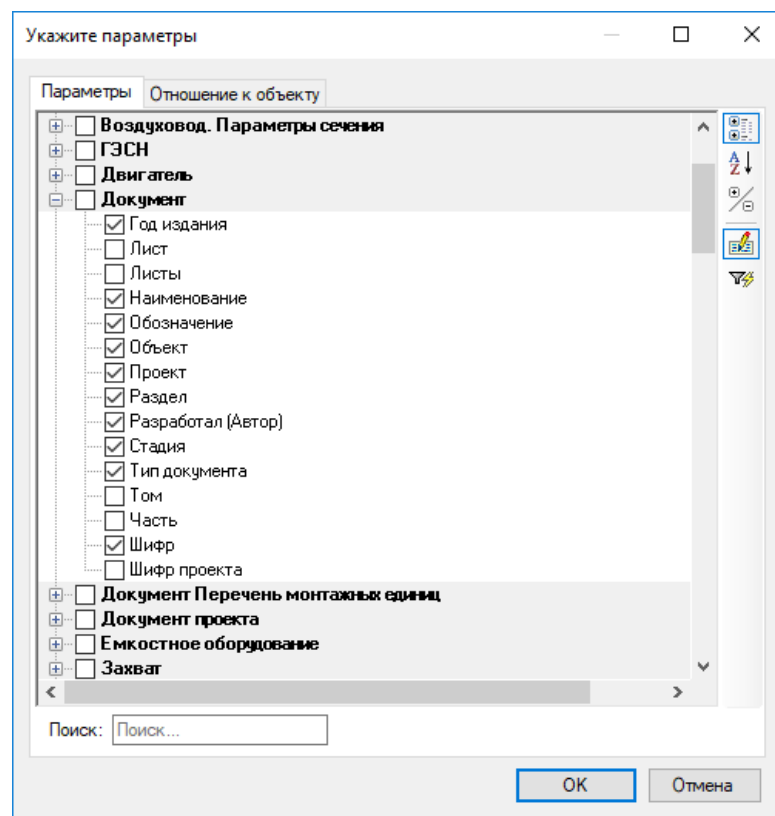 Укажите параметры
Параметры Отношение к объекту
Воздуховод. Параметры сечения
ГЭСН
Двигатель
Документ
Год издания
Лист
Листы
Наименование
Обозначение
Объект
Проект
Раздел
Разработал (Автор)
Стадия
Тип документа
Том
Часть
Шифр
Шифр проекта
Документ Перечень монтажных единиц
Документ проекта
Емкостное оборудование
Захват
Поиск: Поиск...
OK Отмена